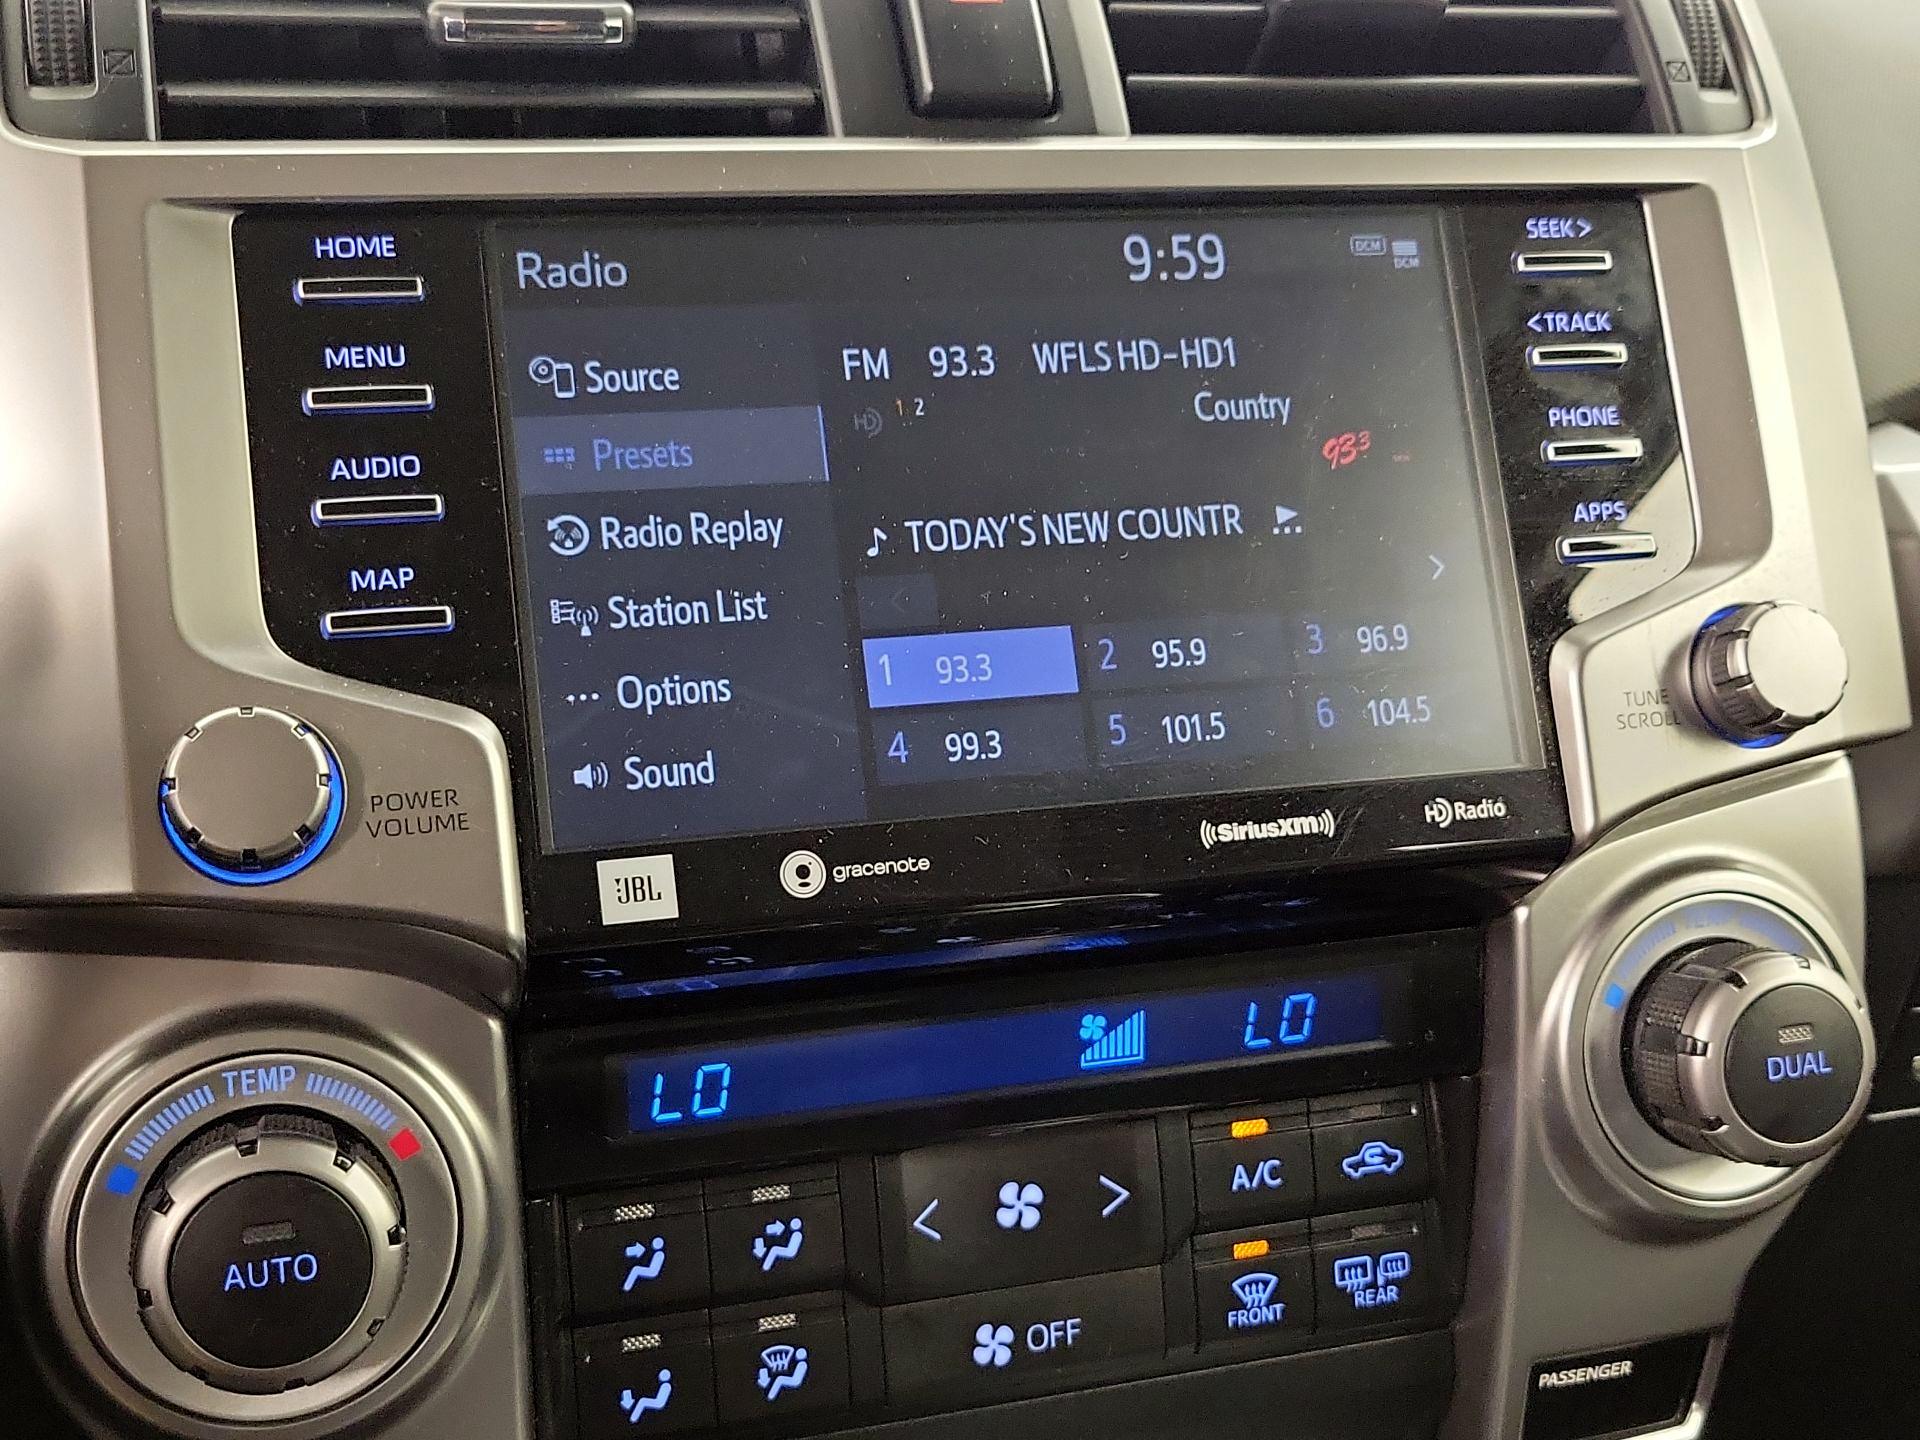 HOME
MENU
AUDIO
MAP
POWER
VOLUME
Radio
9:59
DCM
DCM
Source
Presets
Radio Replay
Station List
Options
Sound
FM 93.3 WFLS HD-HD1
HD 1 2
Country
93.3
TODAY'S NEW COUNTR
1 93.3
2 95.9
3 96.9
4 99.3
5 101.5
6 104.5
SEEK>
<TRACK
PHONE
APPS
TUNE
SCROLL
JBL
gracenote
SiriusXM
HD Radio
LO
LO
TEMP
AUTO
TEMP
DUAL
A/C
FRONT
REAR
OFF
PASSENGER